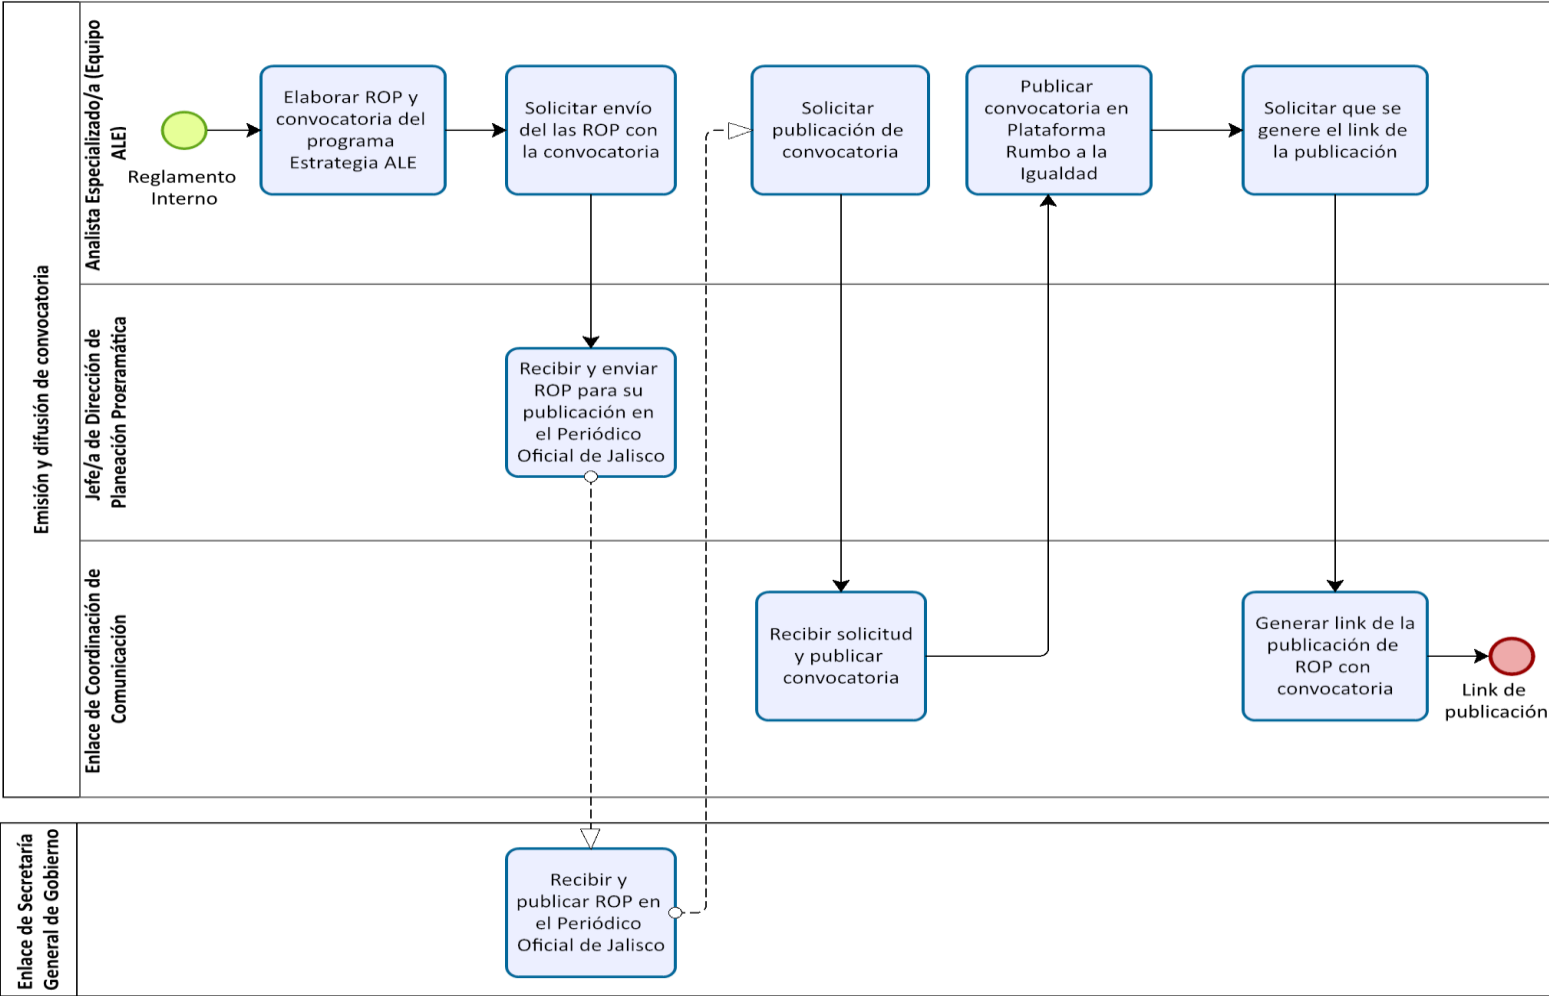 Emisión y difusión de convocatoria
Analista Especializado/a (Equipo
ALE)
Reglamento
Interno
Elaborar ROP y
convocatoria del
programa
Estrategia ALE
Solicitar envío
del las ROP con
la convocatoria
Solicitar
publicación de
convocatoria
Publicar
convocatoria en
Plataforma
Rumbo a la
Igualdad
Solicitar que se
genere el link de
la publicación
Jefe/a de Dirección de
Planeación Programática
Recibir y enviar
ROP para su
publicación en
el Periódico
Oficial de Jalisco
Enlace de Coordinación de
Comunicación
Recibir solicitud
y publicar
convocatoria
Generar link de la
publicación de
ROP con
convocatoria
Link de
publicación
Enlace de Secretaría
General de Gobierno
Recibir y
publicar ROP en
el Periódico
Oficial de Jalisco